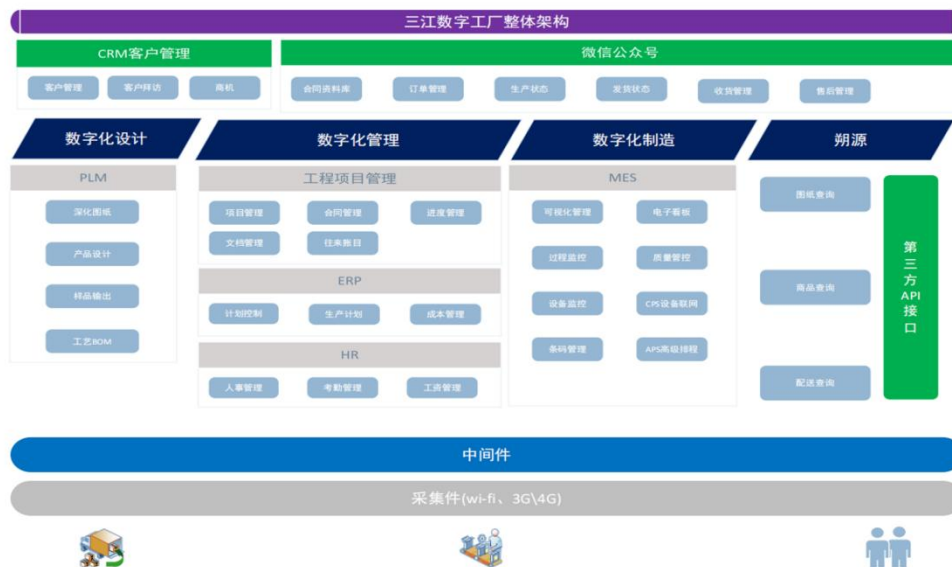 三江数字工厂整体架构
CRM客户管理
微信公众号
客户管理
客户拜访
商机
合同资料库
订单管理
生产状态
发货状态
收货管理
售后管理
数字化设计
数字化管理
数字化制造
朔源
PLM
深化图纸
产品设计
样品输出
工艺BOM
工程项目管理
项目管理
合同管理
进度管理
文档管理
往来账目
ERP
计划控制
生产计划
成本管理
HR
人事管理
考勤管理
工资管理
MES
可视化管理
电子看板
过程监控
质量管控
设备监控
CPS设备联网
条码管理
APS高级排程
图纸查询
商品查询
配送查询
第三方API接口
中间件
采集件(wi-fi、3G\4G)